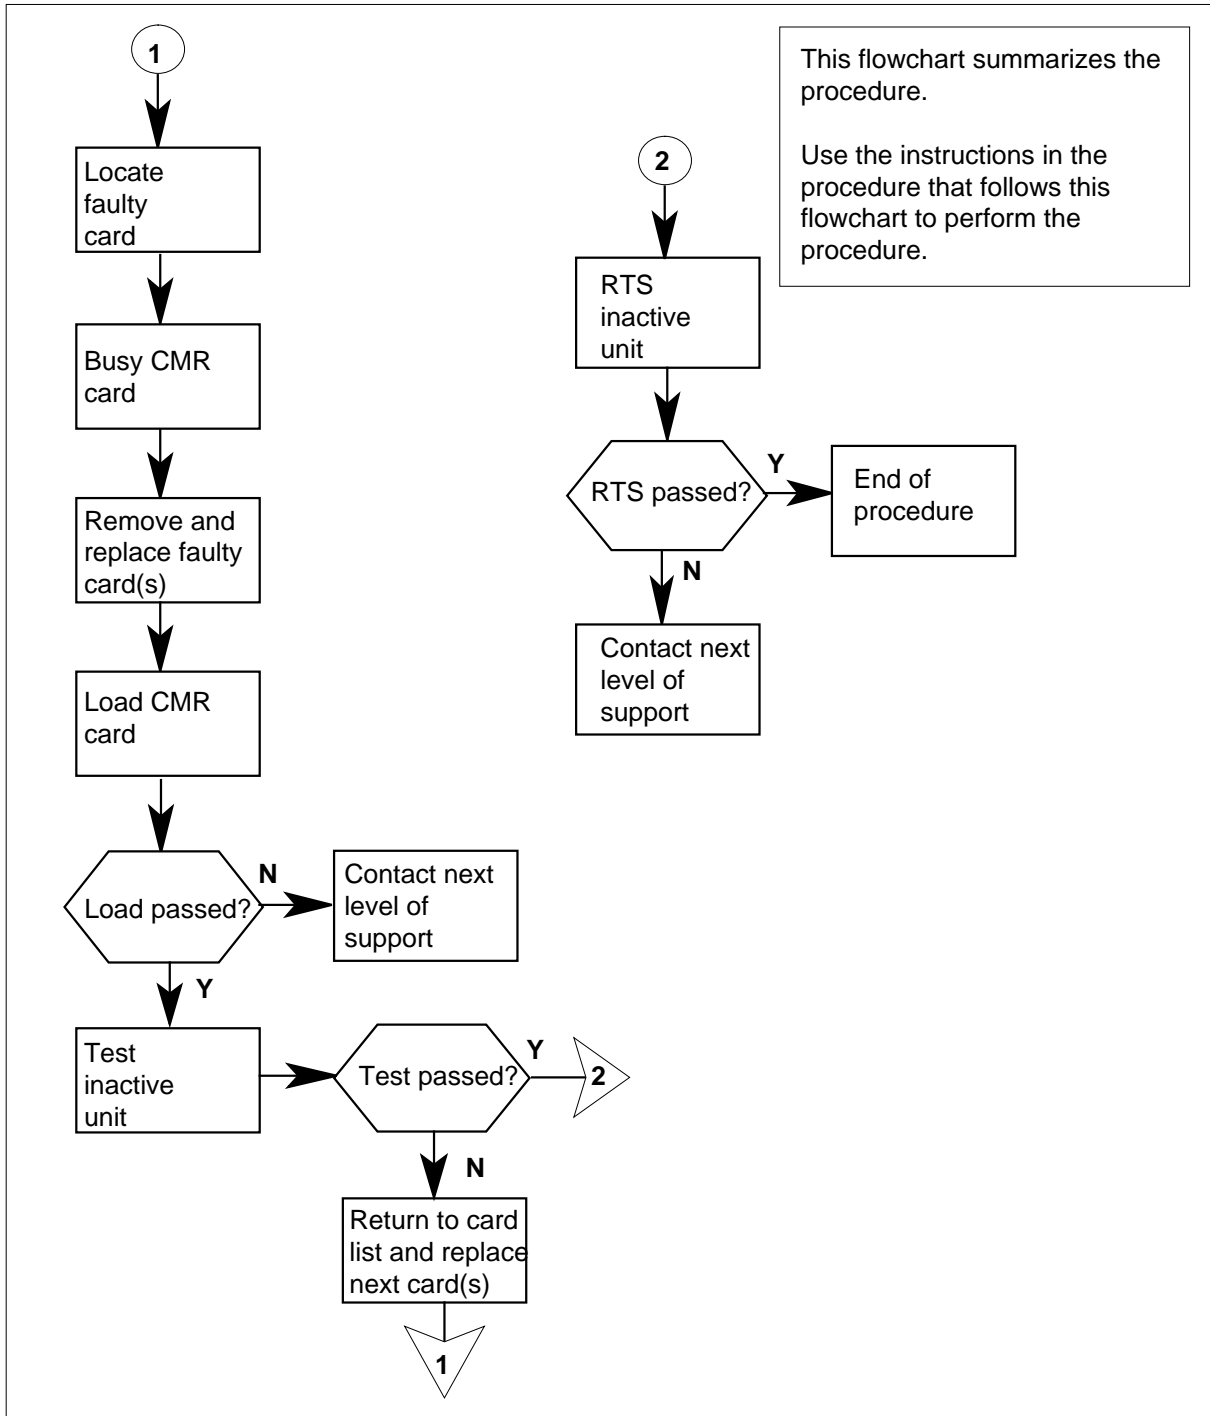 1
Locate
faulty
card
Busy CMR
card
Remove and
replace faulty
card(s)
Load CMR
card
Load passed?
N
Contact next
level of
support
Y
Test
inactive
unit
Test passed?
Y
2
N
Return to card
list and replace
next card(s)
1
2
RTS
inactive
unit
RTS passed?
Y
End of
procedure
N
Contact next
level of
support
This flowchart summarizes the
procedure.
Use the instructions in the
procedure that follows this
flowchart to perform the
procedure.